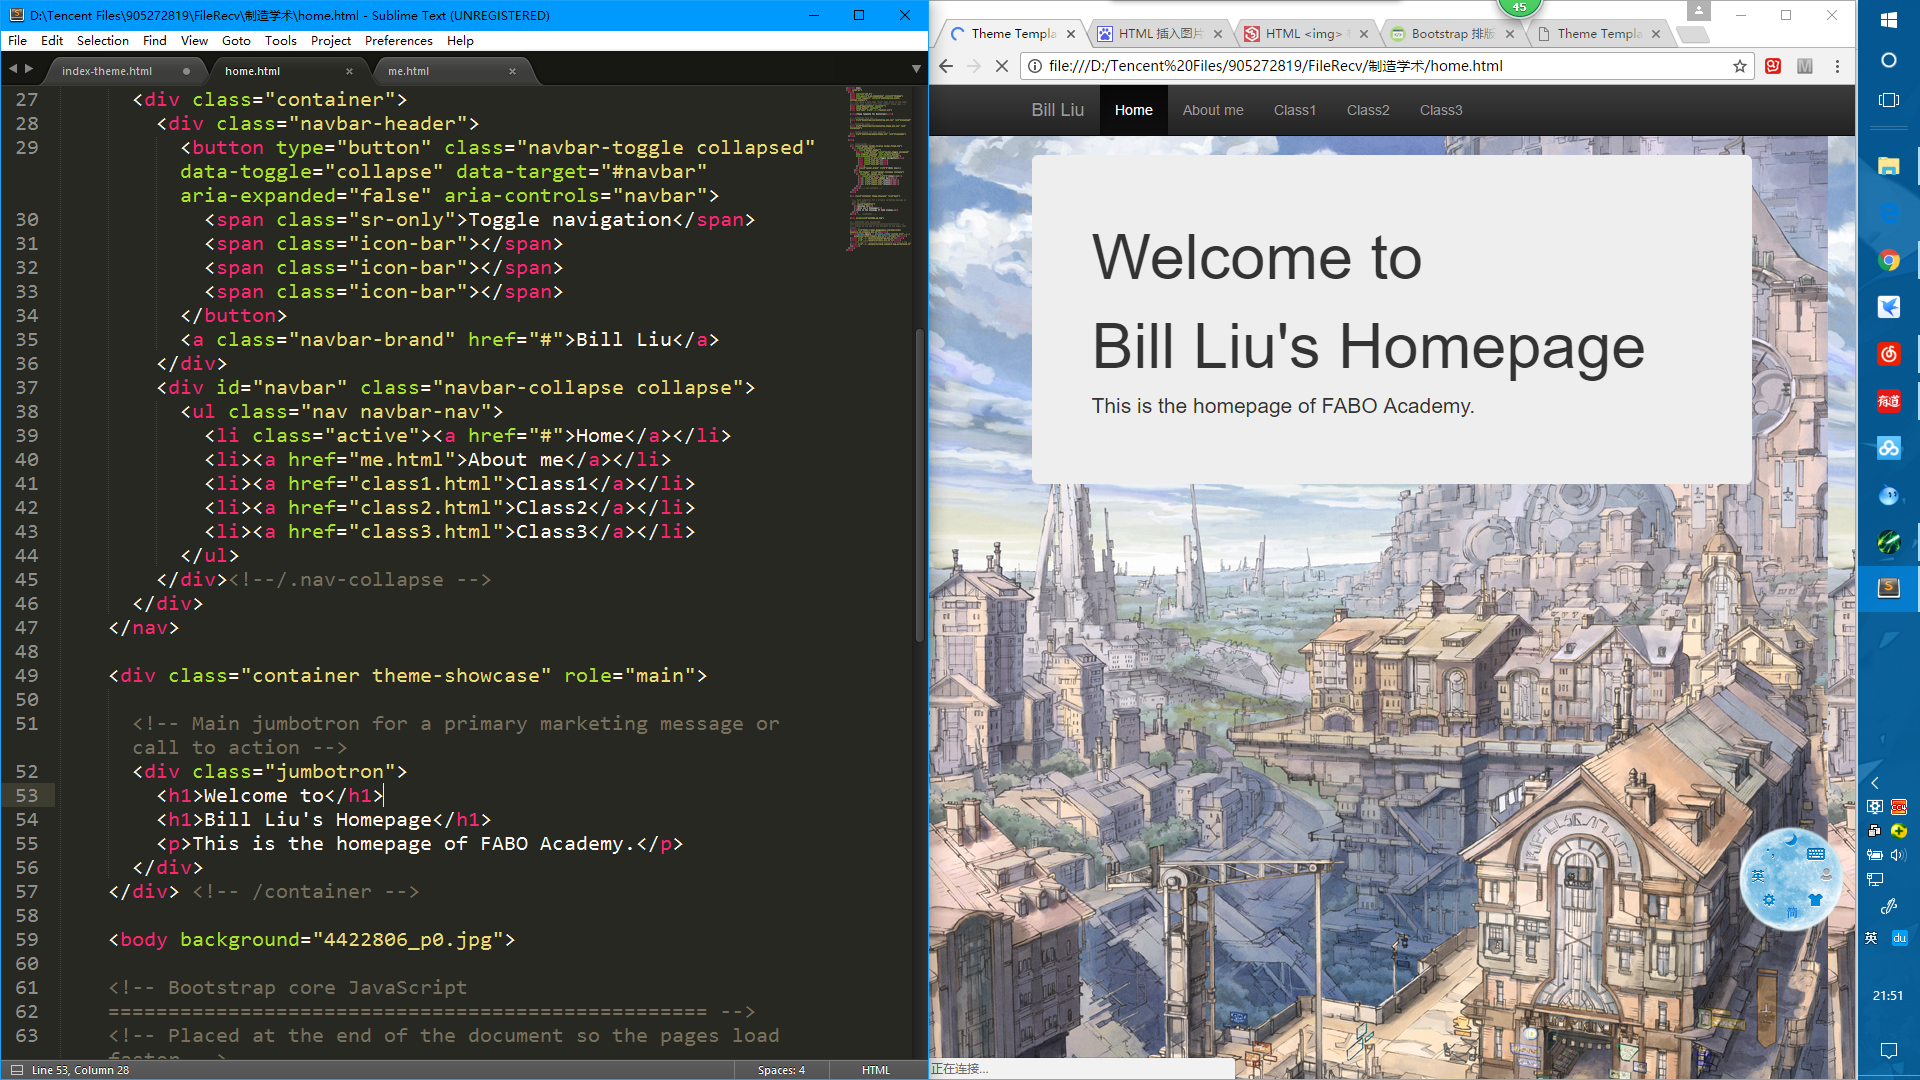 D:\Tencent Files\905272819\FileRecv\制造学术\home.html - Sublime Text (UNREGISTERED)
File Edit Selection Find View Goto Tools Project Preferences Help
index-theme.html
home.html
me.html
27 <div class="container">
28 <div class="navbar-header">
29 <button type="button" class="navbar-toggle collapsed"
data-toggle="collapse" data-target="#navbar"
aria-expanded="false" aria-controls="navbar">
30 <span class="sr-only">Toggle navigation</span>
31 <span class="icon-bar"></span>
32 <span class="icon-bar"></span>
33 <span class="icon-bar"></span>
34 </button>
35 <a class="navbar-brand" href="#">Bill Liu</a>
36 </div>
37 <div id="navbar" class="navbar-collapse collapse">
38 <ul class="nav navbar-nav">
39 <li class="active"><a href="#">Home</a></li>
40 <li><a href="me.html">About me</a></li>
41 <li><a href="class1.html">Class1</a></li>
42 <li><a href="class2.html">Class2</a></li>
43 <li><a href="class3.html">Class3</a></li>
44 </ul>
45 </div><!--/.nav-collapse -->
46 </div>
47 </nav>
48
49 <div class="container theme-showcase" role="main">
50
51 <!-- Main jumbotron for a primary marketing message or
call to action -->
52 <div class="jumbotron">
53 <h1>Welcome to</h1>
54 <h1>Bill Liu's Homepage</h1>
55 <p>This is the homepage of FABO Academy.</p>
56 </div>
57 </div> <!-- /container -->
58
59 <body background="4422806_p0.jpg">
60
61 <!-- Bootstrap core JavaScript
62 ================================================== -->
63 <!-- Placed at the end of the document so the pages load
Line 53, Column 28
Spaces: 4
HTML
45
Theme Templa
HTML 插入图片
HTML <img>
Bootstrap 排版
Theme Templa
file:///D:/Tencent%20Files/905272819/FileRecv/制造学术/home.html
Bill Liu
Home
About me
Class1
Class2
Class3
Welcome to
Bill Liu's Homepage
This is the homepage of FABO Academy.
正在连接...
有道
英
简
英
du
21:51